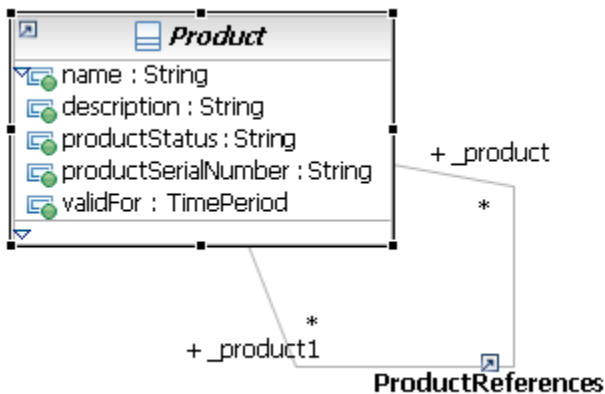 Product
name : String
description : String
productStatus : String
productSerialNumber : String
validFor : TimePeriod
+ _product
*
*
+ _product1
ProductReferences